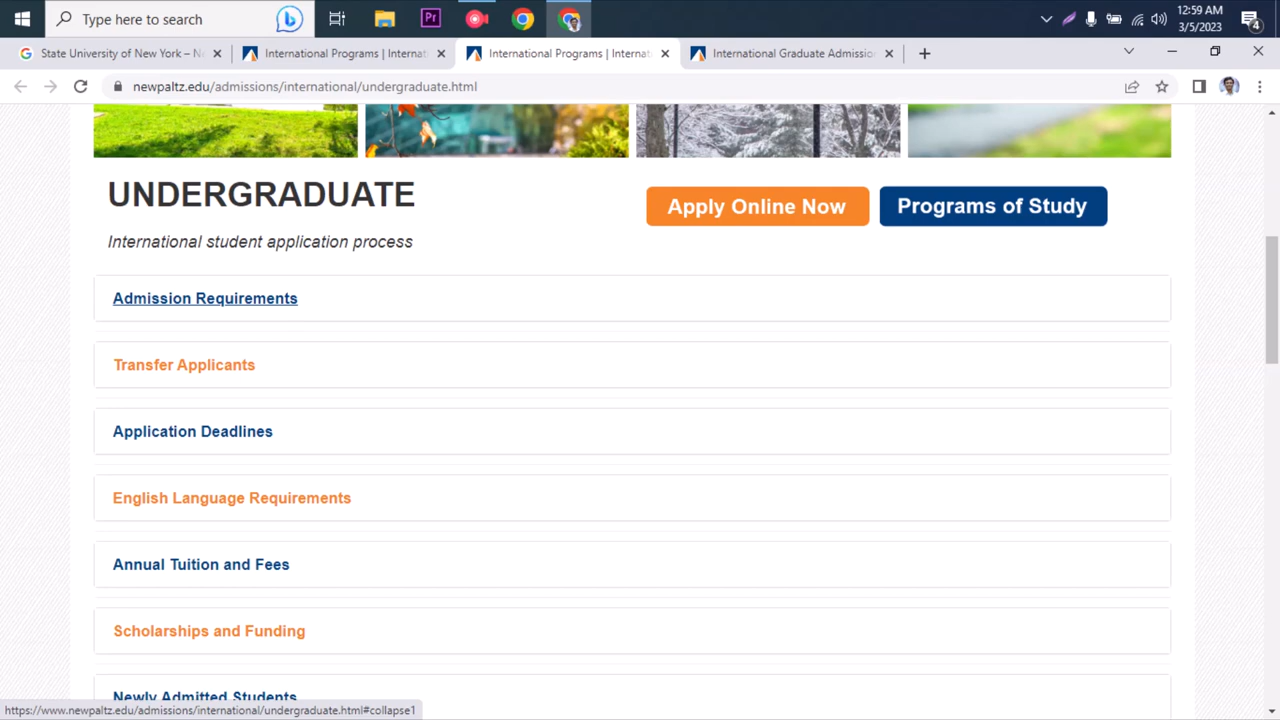 Type here to search
12:59 AM
3/5/2023
4
State University of New York – Ne
International Programs | Internat
International Programs | Internat
International Graduate Admission
newpaltz.edu/admissions/international/undergraduate.html
UNDERGRADUATE
Apply Online Now
Programs of Study
International student application process
Admission Requirements
Transfer Applicants
Application Deadlines
English Language Requirements
Annual Tuition and Fees
Scholarships and Funding
Newly Admitted Students
https://www.newpaltz.edu/admissions/international/undergraduate.html#collapse1